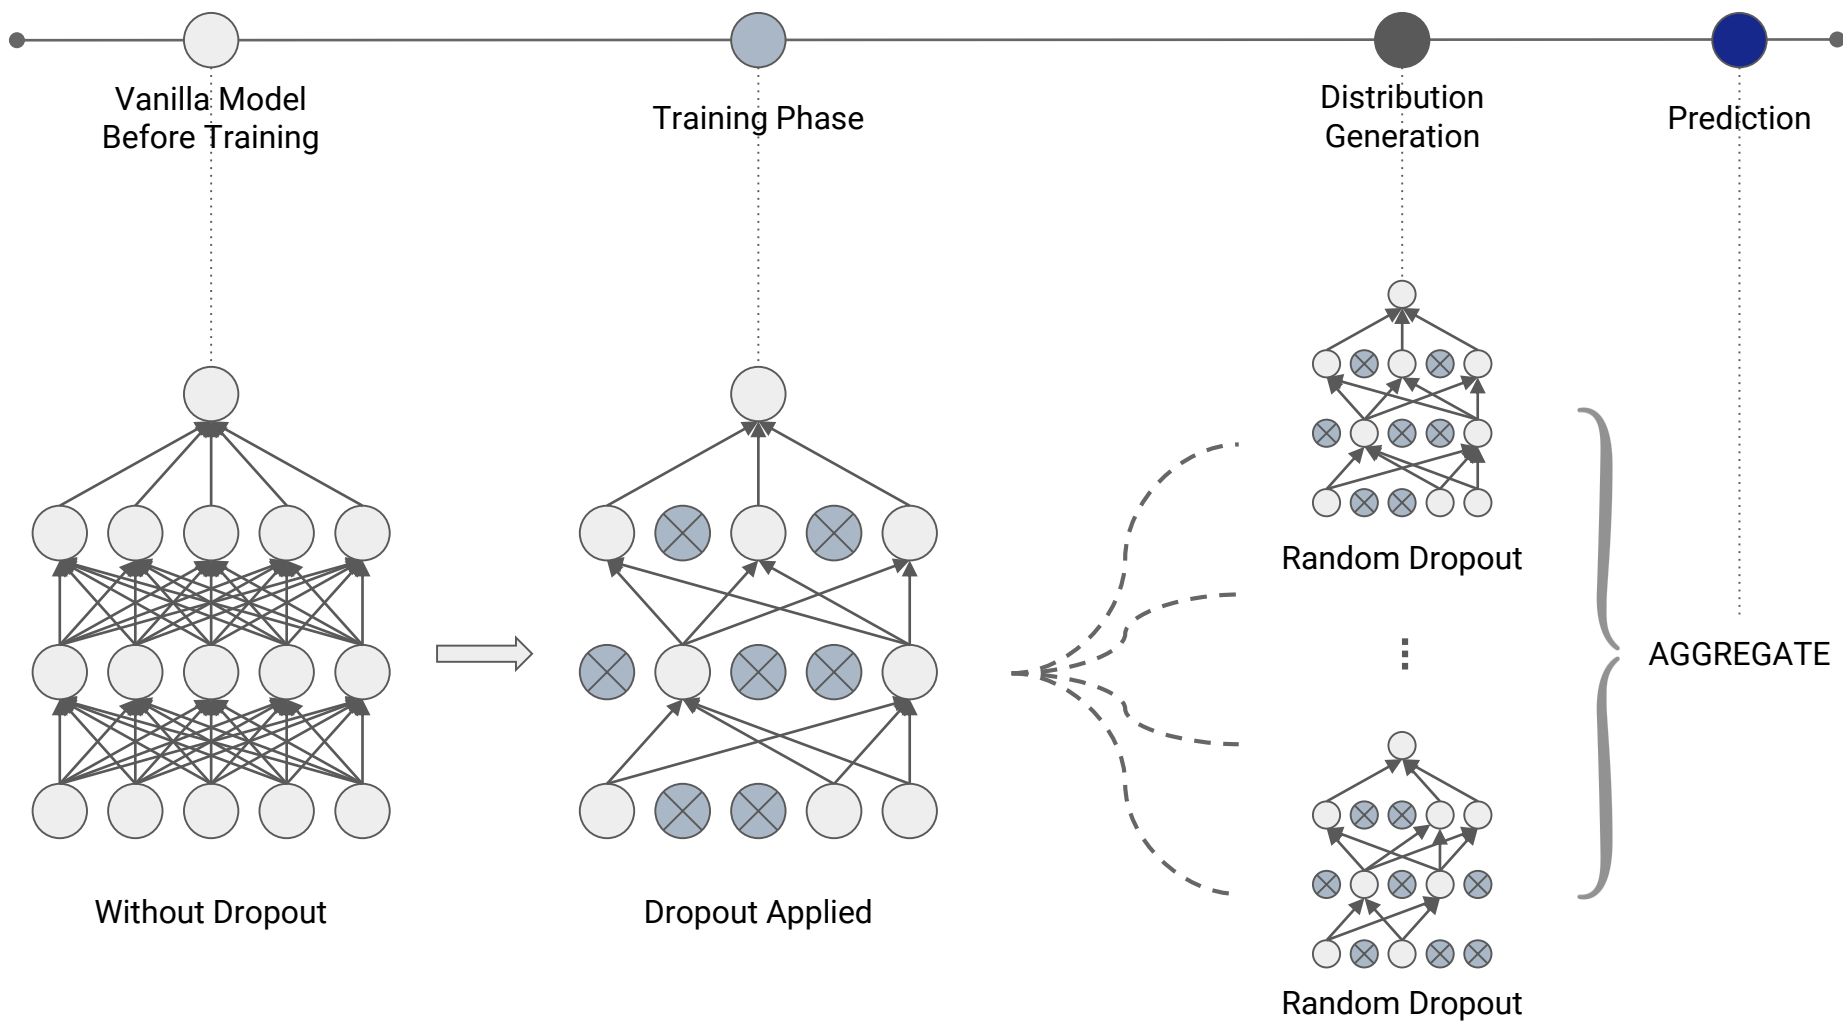 Vanilla Model
Before Training
Training Phase
Distribution
Generation
Prediction
Random Dropout
AGGREGATE
Without Dropout
Dropout Applied
Random Dropout